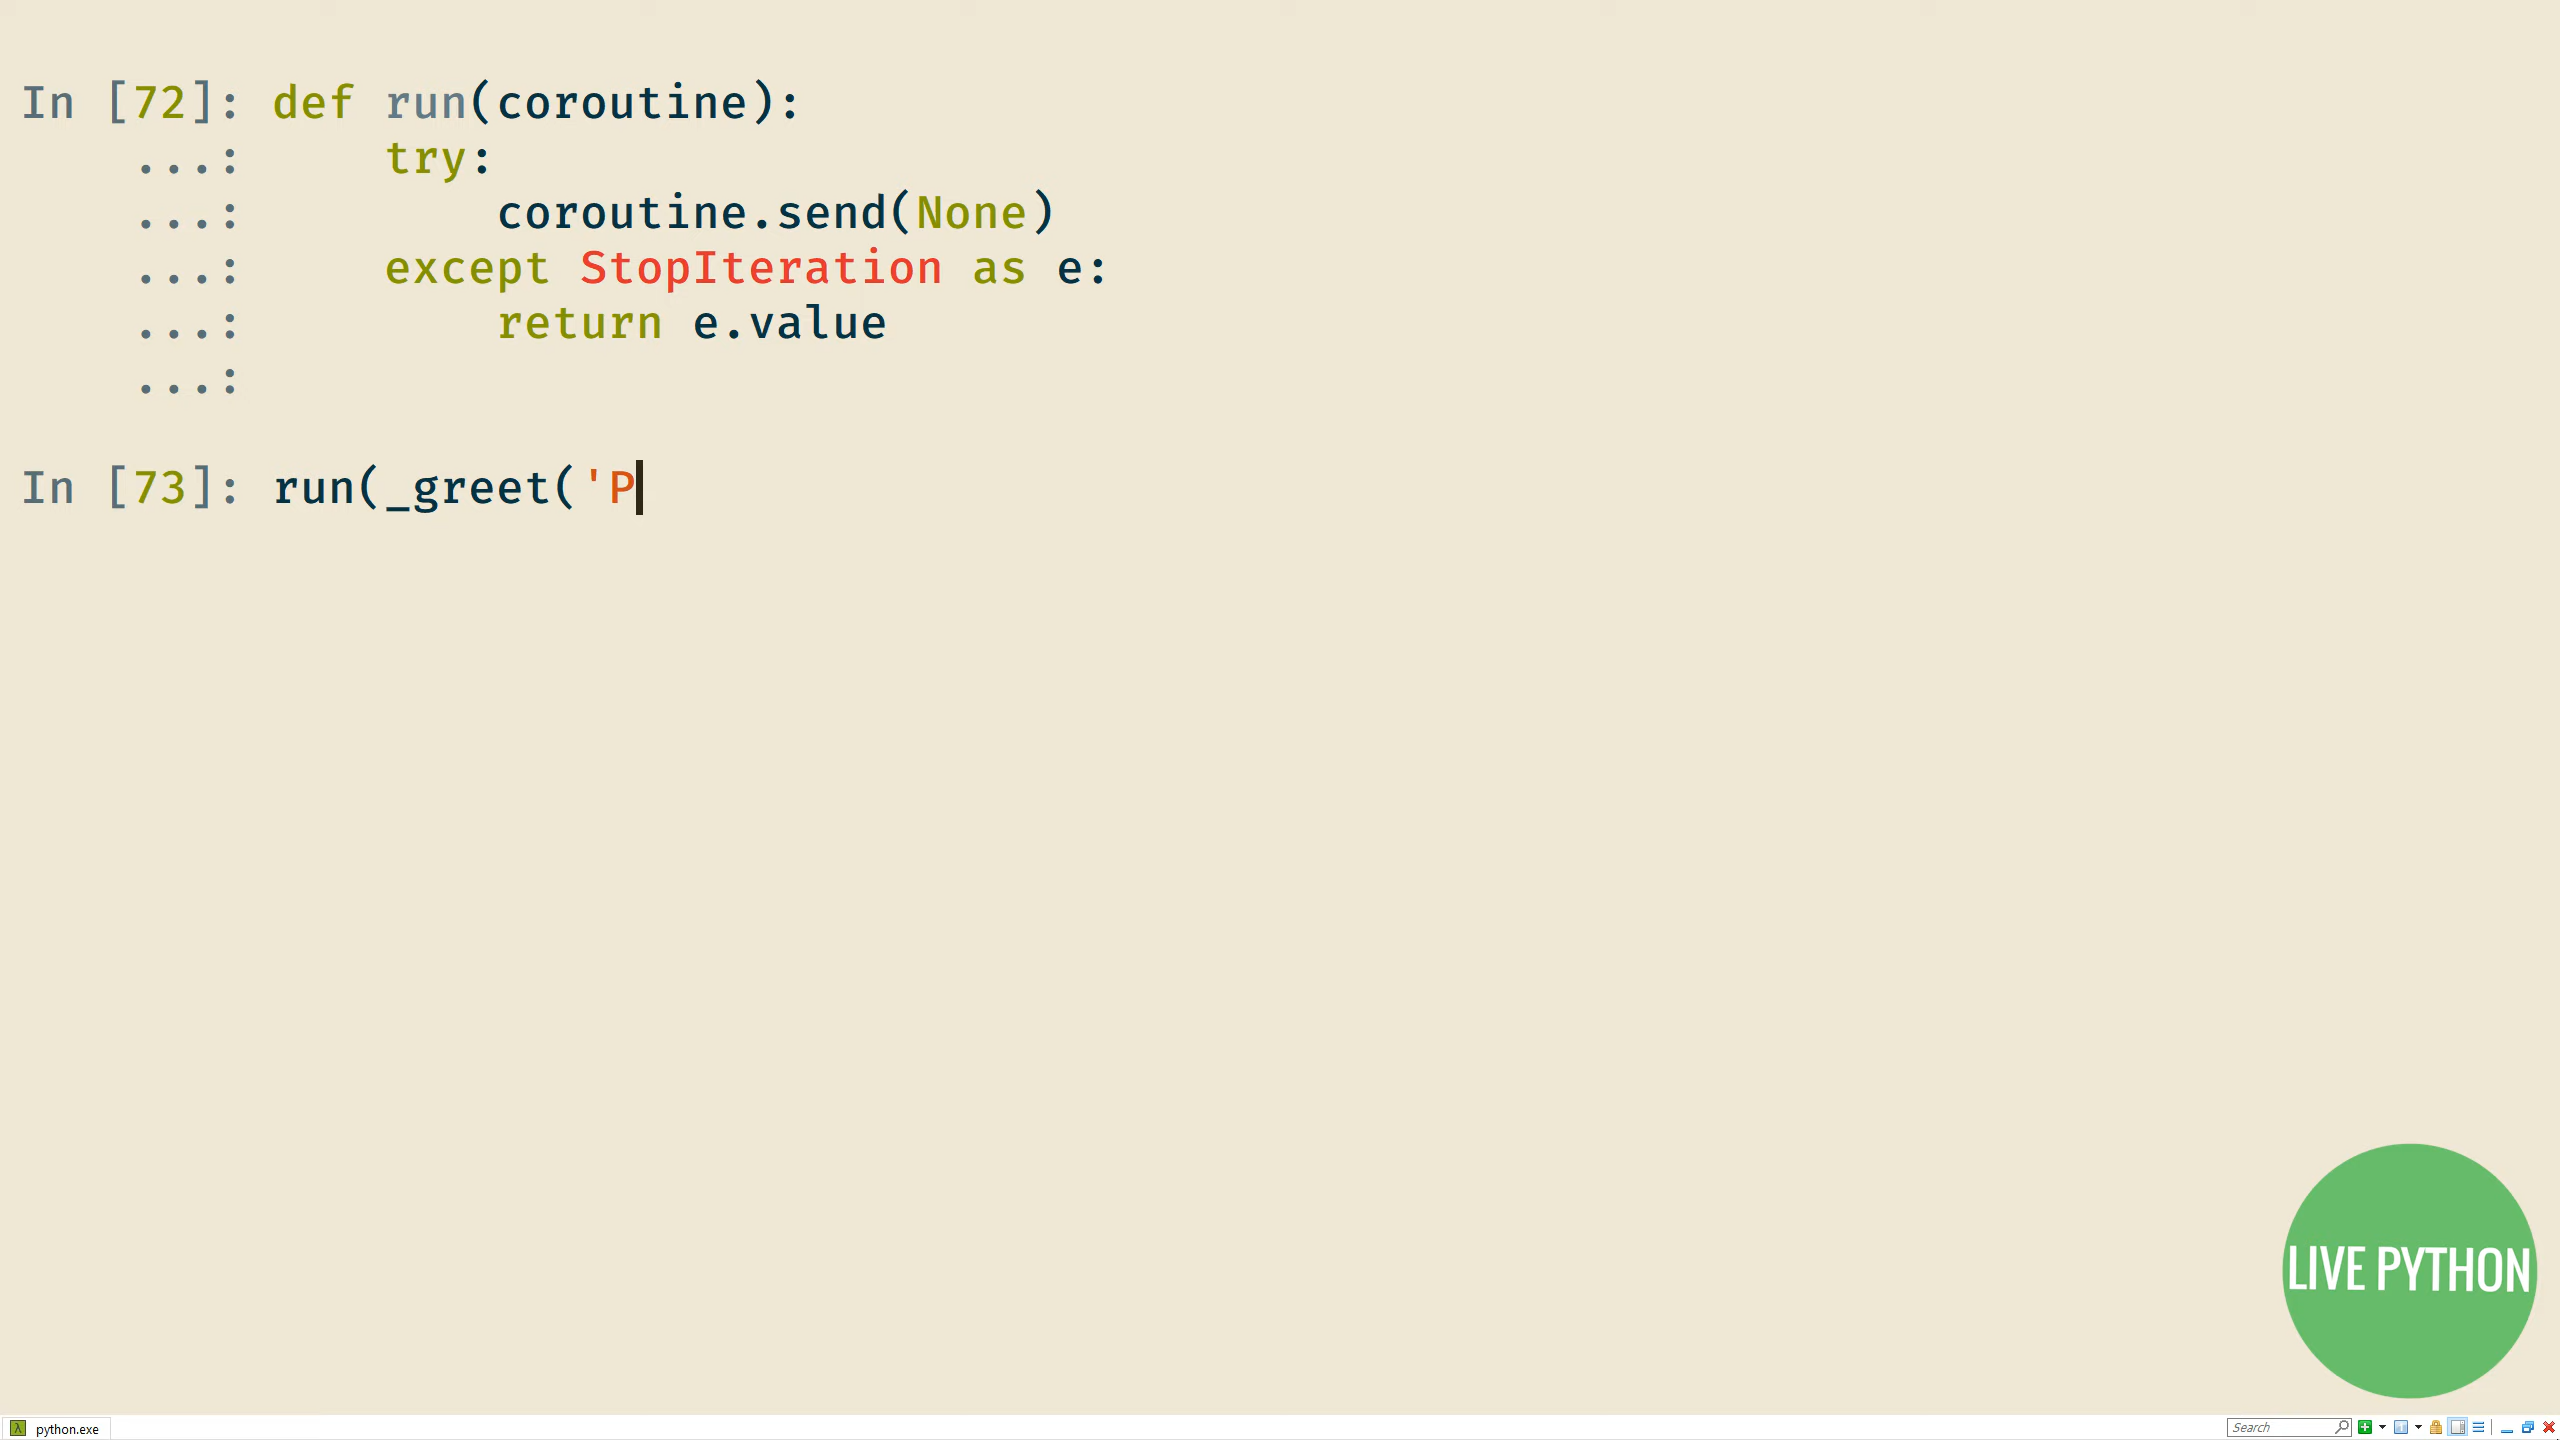 In [72]: def run(coroutine):
    ...:     try:
    ...:         coroutine.send(None)
    ...:     except StopIteration as e:
    ...:         return e.value
    ...:
In [73]: run(_greet('P
LIVE PYTHON
python.exe
Search